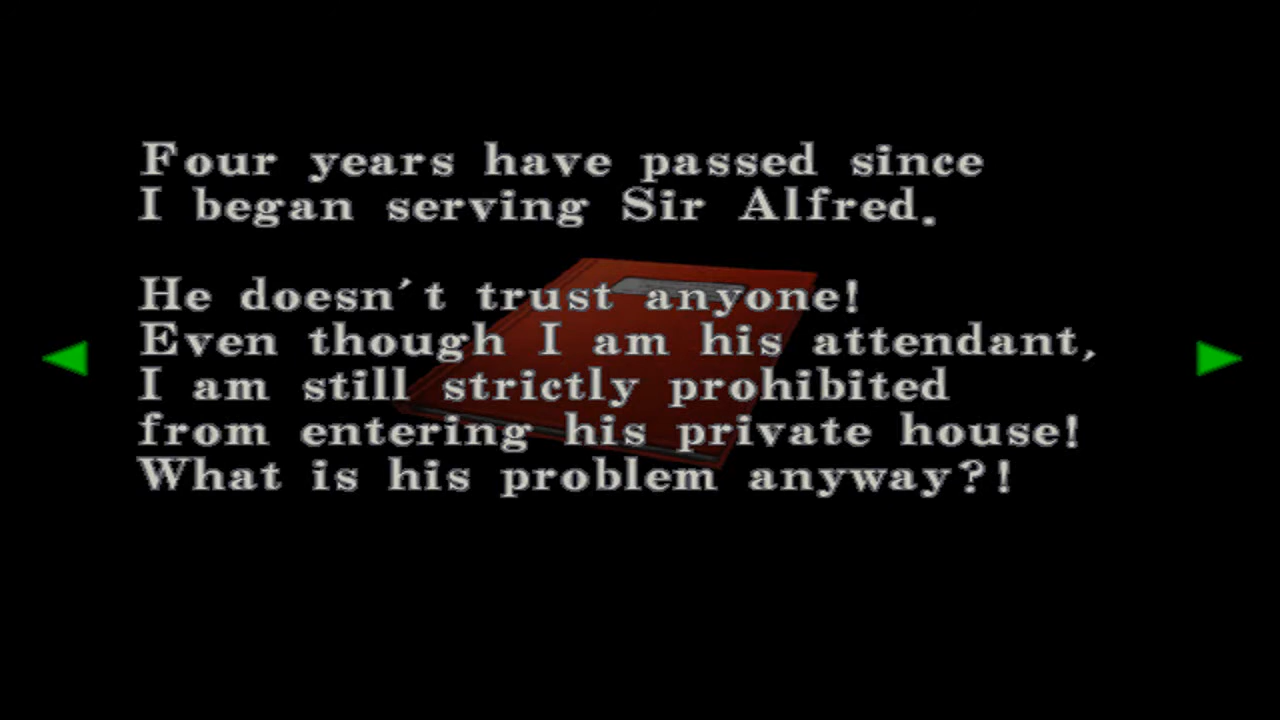 Four years have passed since
I began serving Sir Alfred.
He doesn't trust anyone!
Even though I am his attendant,
I am still strictly prohibited
from entering his private house!
What is his problem anyway?!